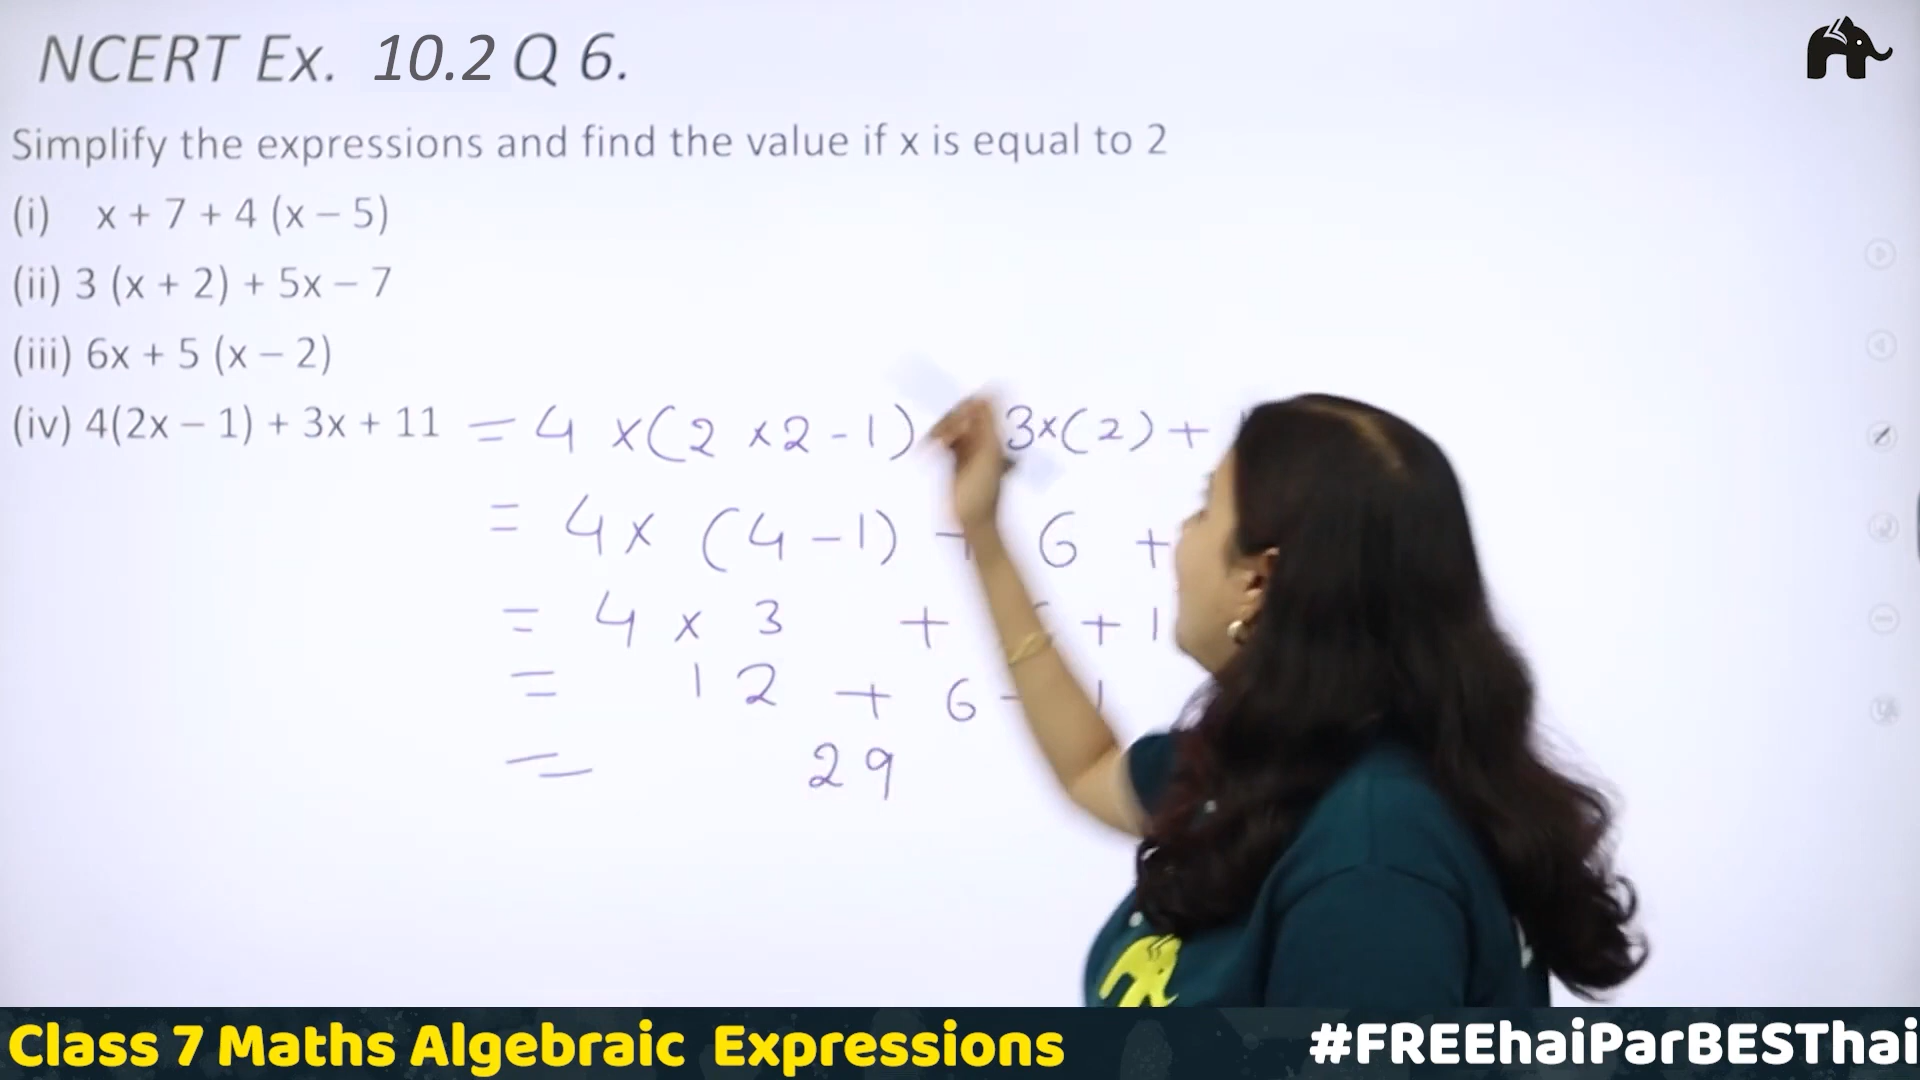 NCERT Ex. 10.2 Q 6.
Simplify the expressions and find the value if x is equal to 2
(i) x + 7 + 4 (x – 5)
(ii) 3 (x + 2) + 5x – 7
(iii) 6x + 5 (x – 2)
(iv) 4(2x – 1) + 3x + 11 = 4 x (2 x 2 - 1) 3x(2) +
= 4 x (4 - 1) + 6 +
= 4 x 3 + + 1
= 12 + 6
= 29
Class 7 Maths Algebraic Expressions
#FREEhaiParBESThai